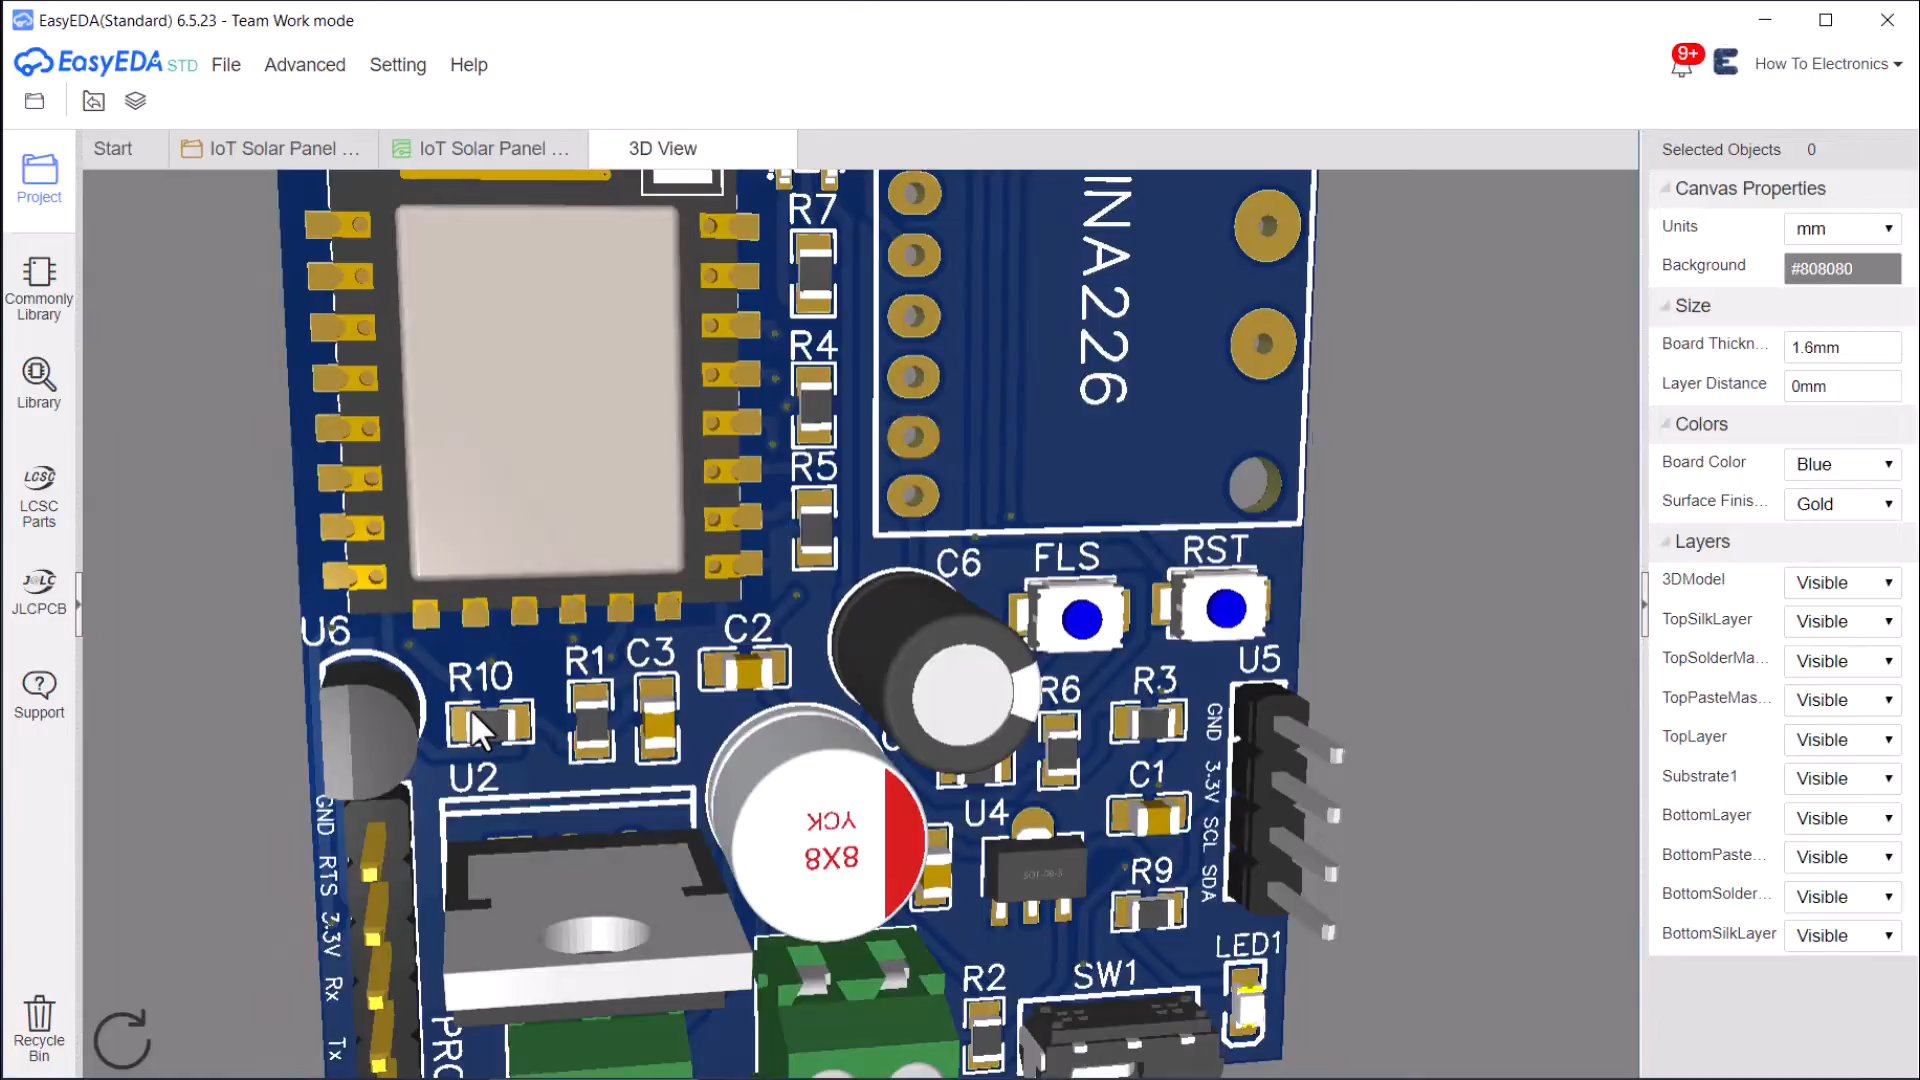 EasyEDA(Standard) 6.5.23 - Team Work mode
EasyEDA STD File Advanced Setting Help
9+
How To Electronics
Start
IoT Solar Panel ...
IoT Solar Panel ...
3D View
Project
Commonly
Library
Library
LCSC
LCSC
Parts
JLCPCB
Support
Recycle
Bin
R7
R4
R5
INA226
C6
FLS
RST
U6
R10
R1
C3
C2
U5
R6
R3
U2
C1
U4
R9
GND 3.3V SCL SDA
GND RTS 3.3V Rx Tx
YCK
8X8
SOT-89-3
R2
SW1
LED1
Selected Objects 0
Canvas Properties
Units mm
Background #808080
Size
Board Thickn... 1.6mm
Layer Distance 0mm
Colors
Board Color Blue
Surface Finis... Gold
Layers
3DModel Visible
TopSilkLayer Visible
TopSolderMa... Visible
TopPasteMas... Visible
TopLayer Visible
Substrate1 Visible
BottomLayer Visible
BottomPaste... Visible
BottomSolder... Visible
BottomSilkLayer Visible